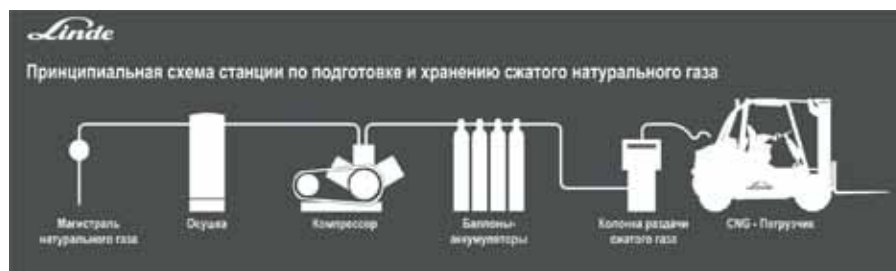 Linde
Принципиальная схема станции по подготовке и хранению сжатого натурального газа
Магистраль
натурального газа
Осушка
Компрессор
Баллоны-
аккумуляторы
Колонка раздачи
сжатого газа
CNG - Погрузчик
Linde